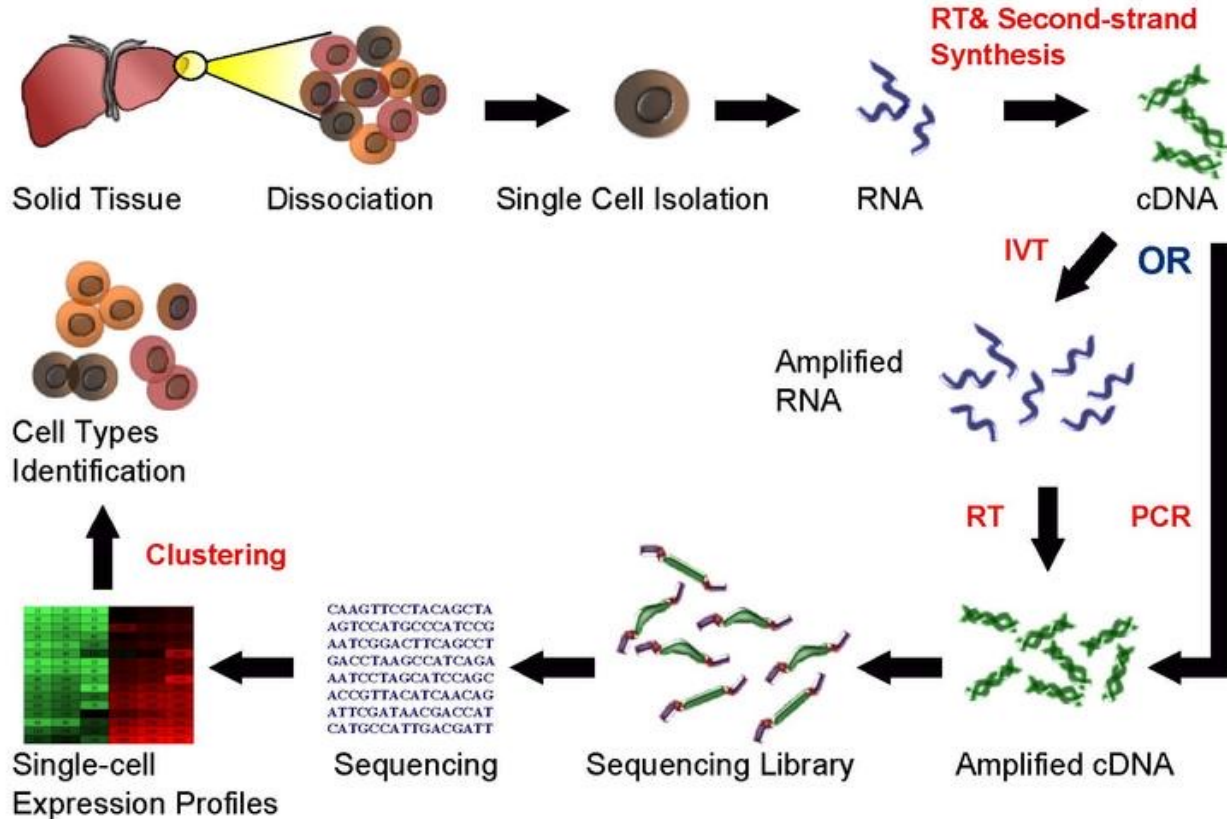 RT& Second-strand
Synthesis
Solid Tissue
Dissociation
Single Cell Isolation
RNA
cDNA
IVT
OR
Amplified
RNA
Cell Types
Identification
RT
PCR
Clustering
CAAGTTCCTACAGCTA
AGTCCATGCCCATCCG
AATCGGACTTCAGCCT
GACCTAAGCCATCAGA
AATCCTAGCATCCAGC
ACCGTTACATCAACAG
ATTCGATAACGACCAT
CATGCCATTGACGATT
Single-cell
Expression Profiles
Sequencing
Sequencing Library
Amplified cDNA